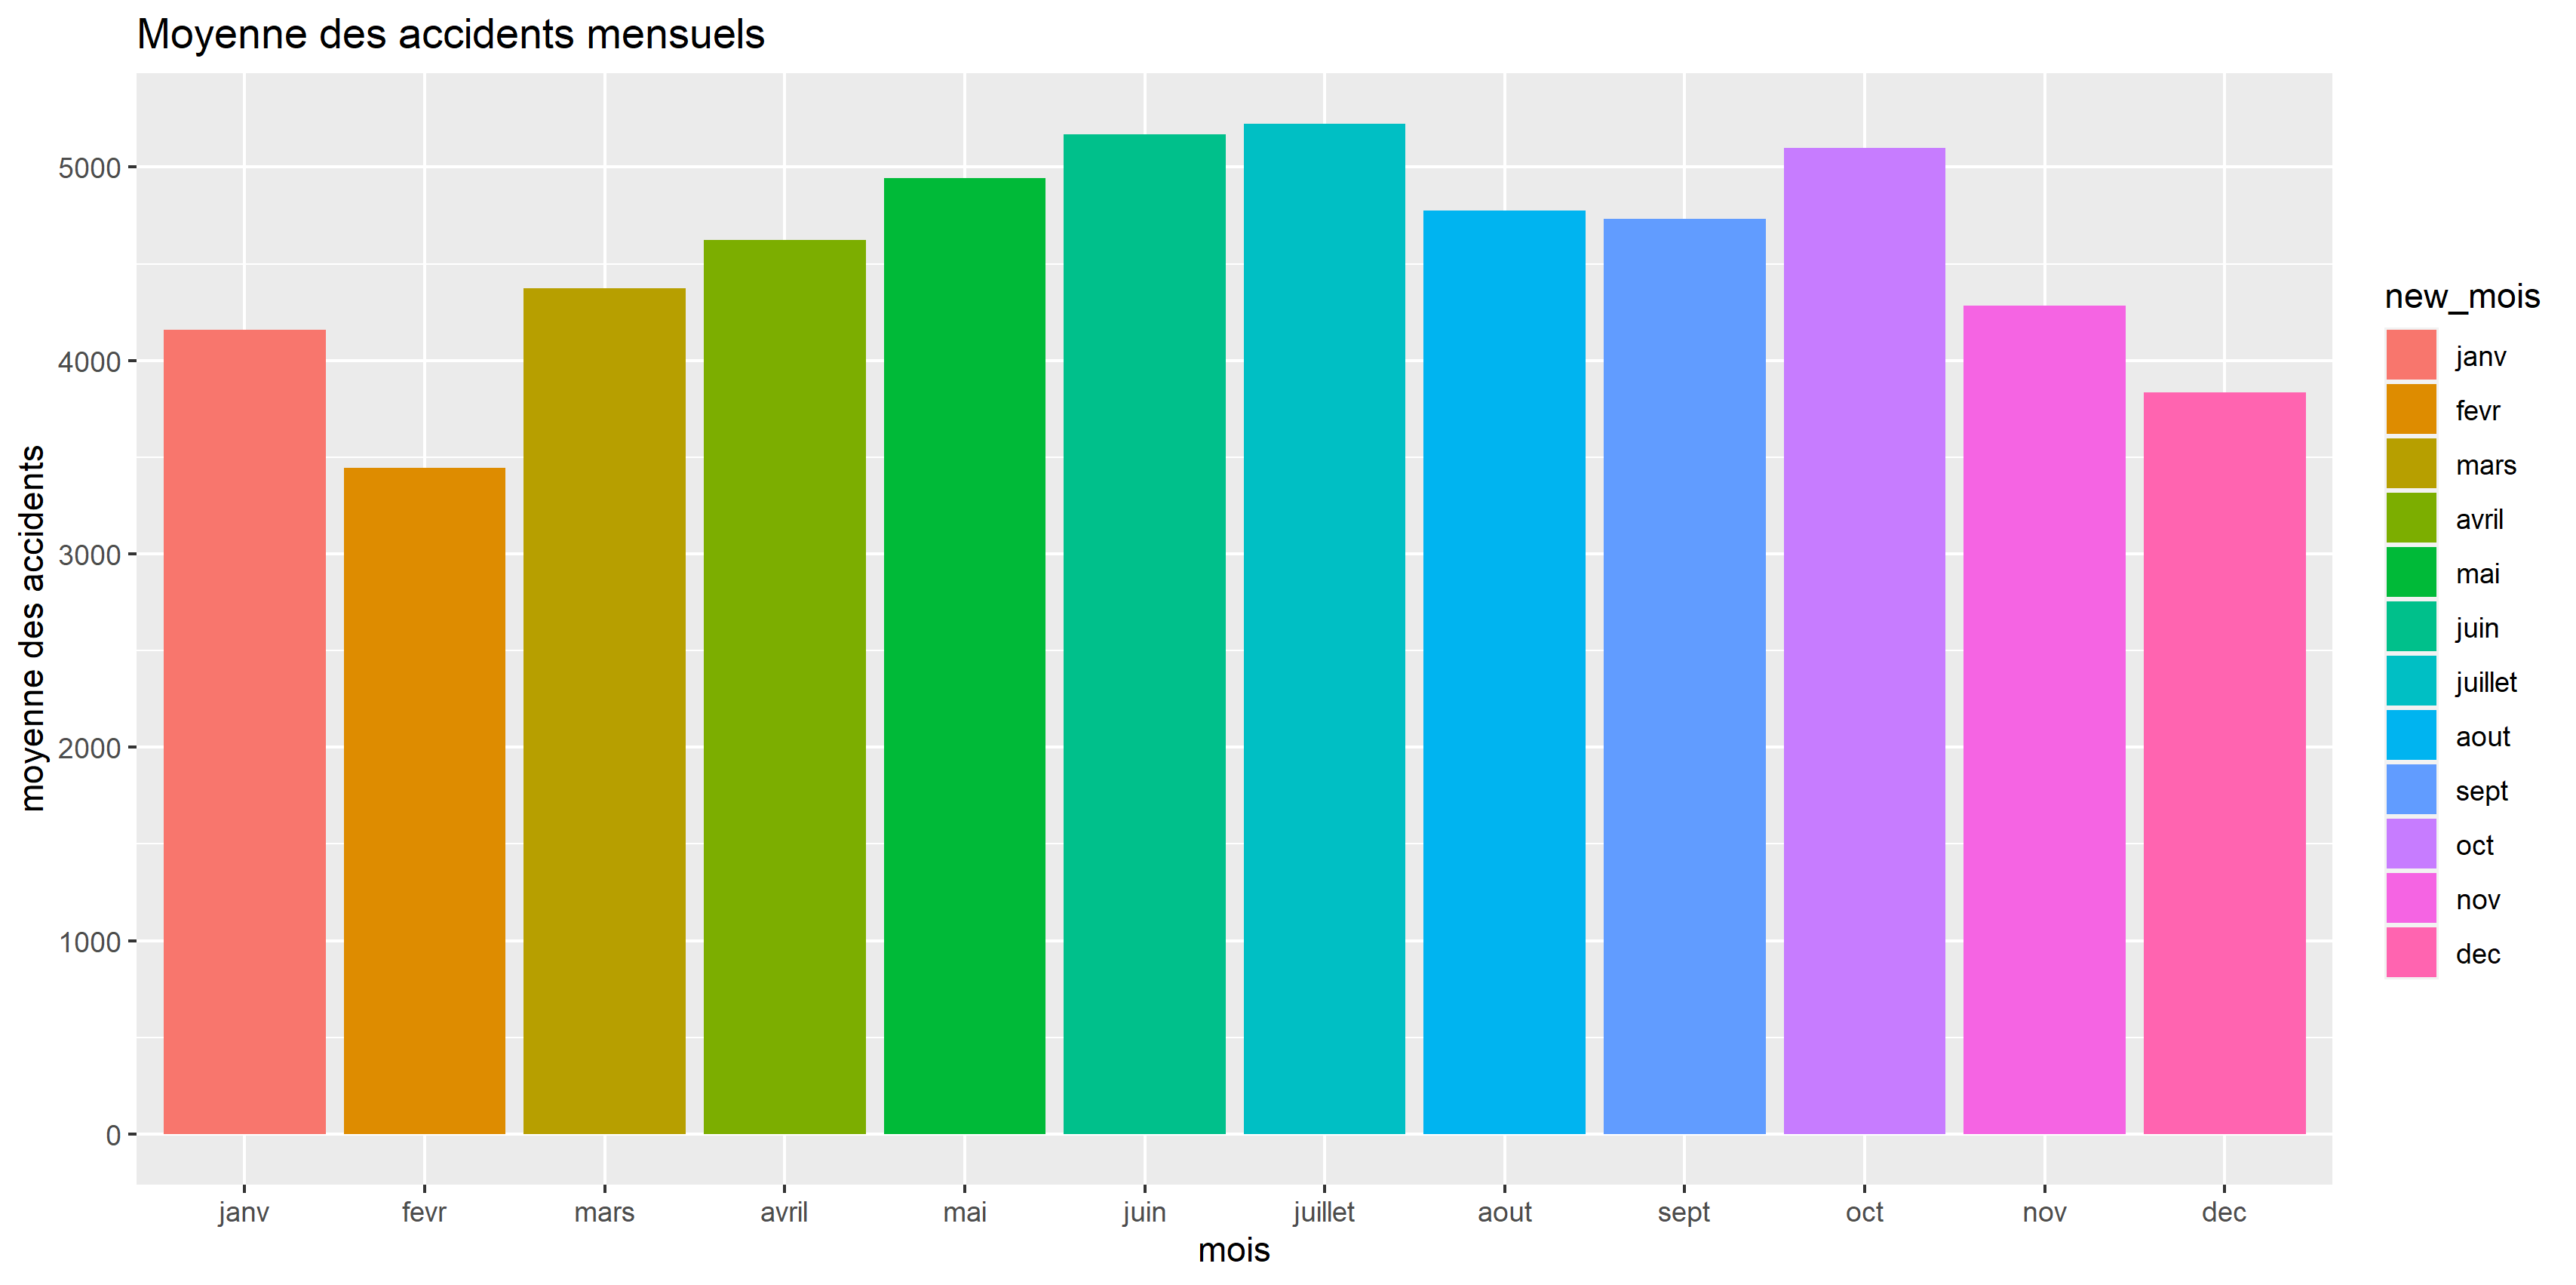 Moyenne des accidents mensuels
moyenne des accidents
5000
4000
3000
2000
1000
0
janv
fevr
mars
avril
mai
juin
juillet
aout
sept
oct
nov
dec
mois
new_mois
janv
fevr
mars
avril
mai
juin
juillet
aout
sept
oct
nov
dec